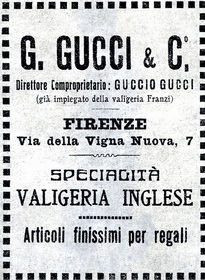 G. GUCCI & Cº
Direttore Comproprietario: GUCCIO GUCCI
(già impiegato della valigeria Franzi)
FIRENZE
Via della Vigna Nuova, 7
SPECIALITÀ
VALIGERIA INGLESE
Articoli finissimi per regali